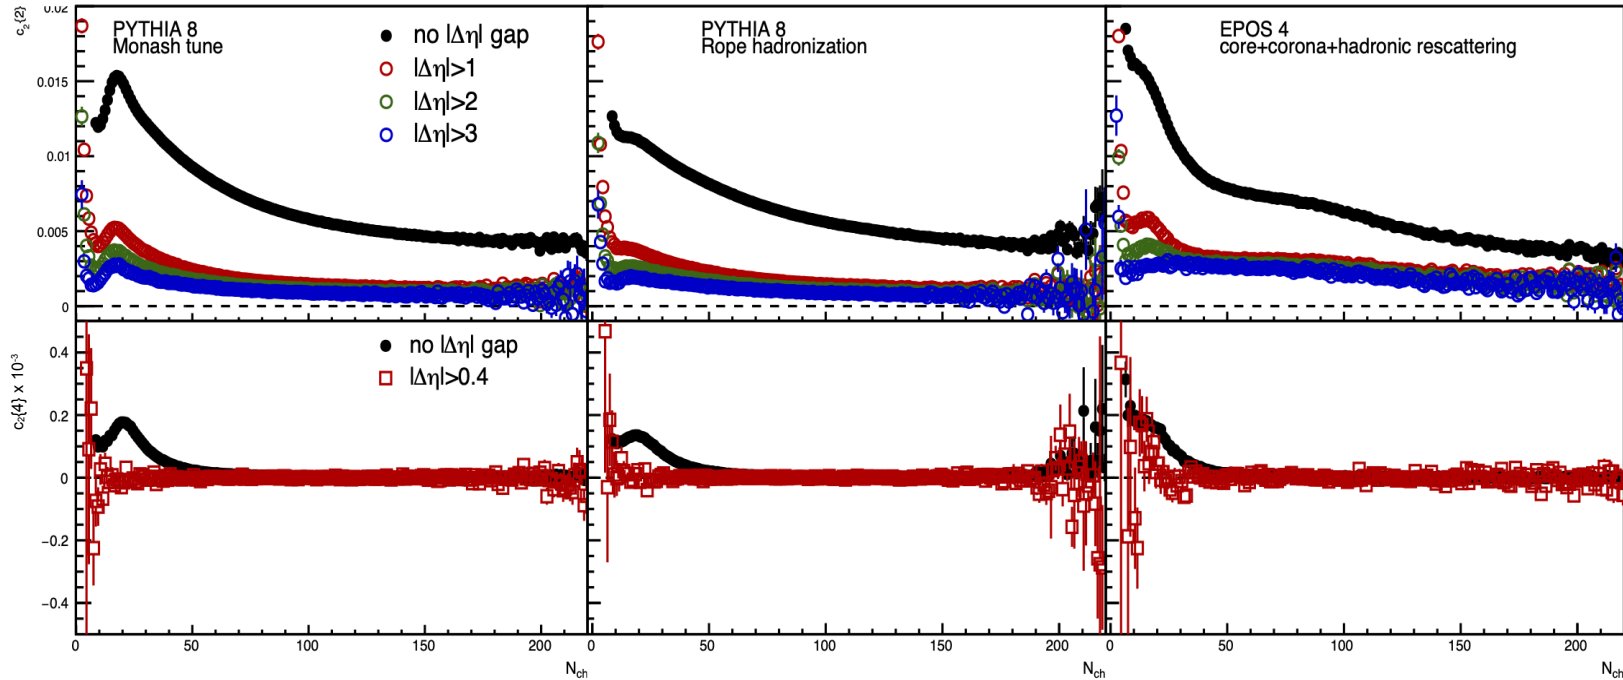 c₂{2}
0.02
0.015
0.01
0.005
0
PYTHIA 8
Monash tune
no |Δη| gap
|Δη|>1
|Δη|>2
|Δη|>3
PYTHIA 8
Rope hadronization
EPOS 4
core+corona+hadronic rescattering
c₂{4} x 10⁻³
0.4
0.2
0
−0.2
−0.4
no |Δη| gap
|Δη|>0.4
0 50 100 150 200
N_ch
0 50 100 150 200
N_ch
0 50 100 150 200
N_ch